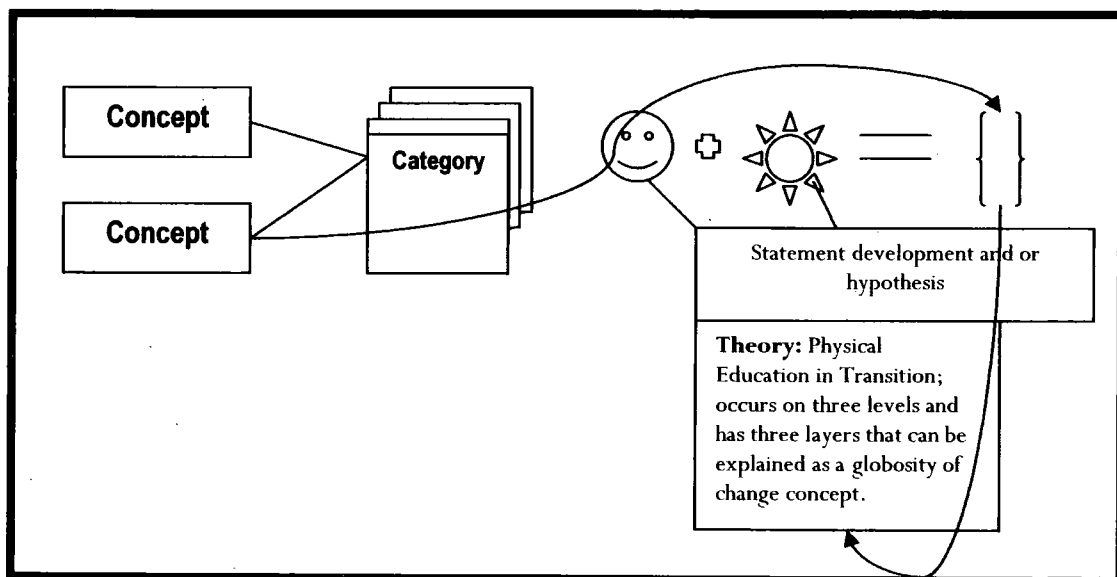 Concept
Concept
Category
Statement development and or
hypothesis
Theory: Physical
Education in Transition;
occurs on three levels and
has three layers that can be
explained as a globosity of
change concept.